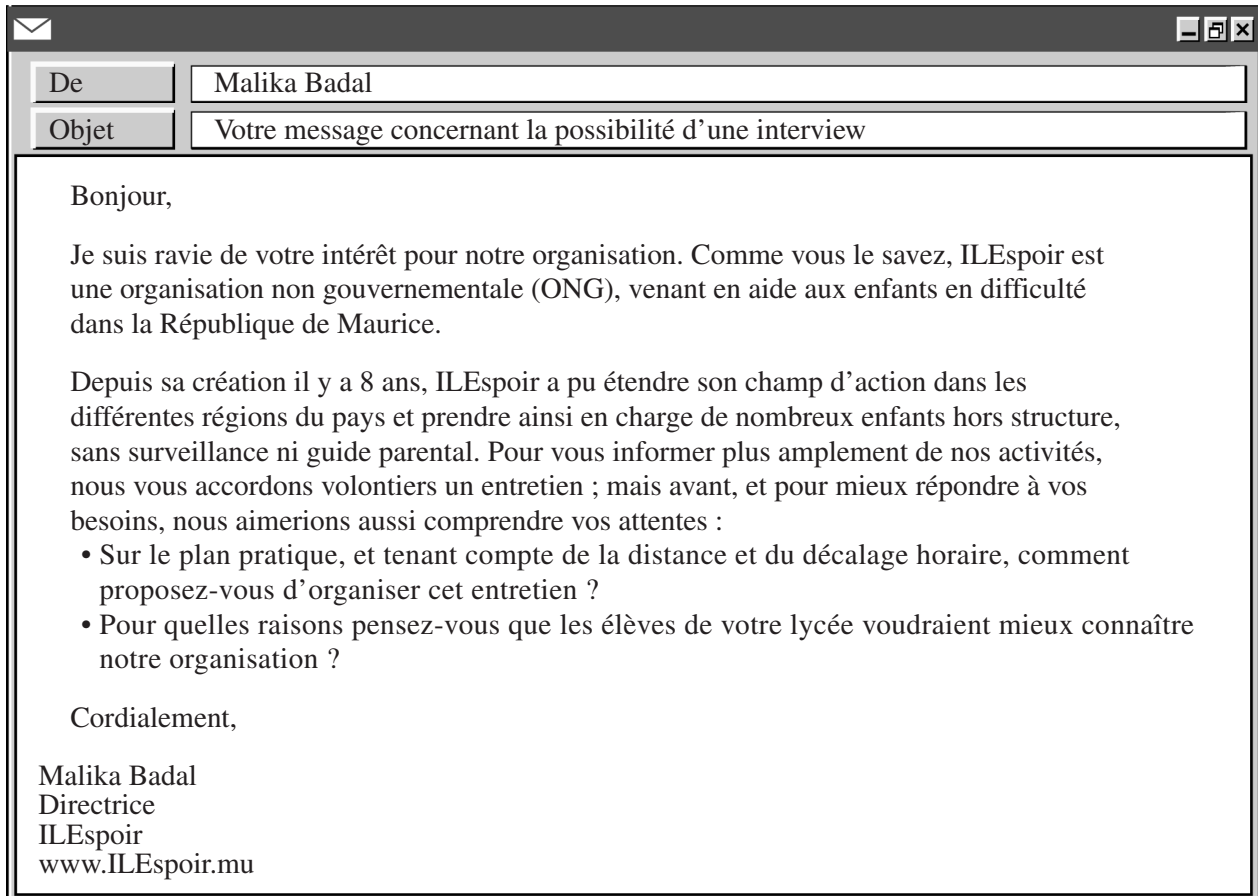 De Malika Badal
Objet Votre message concernant la possibilité d’une interview
Bonjour,
Je suis ravie de votre intérêt pour notre organisation. Comme vous le savez, ILEspoir est
une organisation non gouvernementale (ONG), venant en aide aux enfants en difficulté
dans la République de Maurice.
Depuis sa création il y a 8 ans, ILEspoir a pu étendre son champ d’action dans les
différentes régions du pays et prendre ainsi en charge de nombreux enfants hors structure,
sans surveillance ni guide parental. Pour vous informer plus amplement de nos activités,
nous vous accordons volontiers un entretien ; mais avant, et pour mieux répondre à vos
besoins, nous aimerions aussi comprendre vos attentes :
• Sur le plan pratique, et tenant compte de la distance et du décalage horaire, comment
proposez-vous d’organiser cet entretien ?
• Pour quelles raisons pensez-vous que les élèves de votre lycée voudraient mieux connaître
notre organisation ?
Cordialement,
Malika Badal
Directrice
ILEspoir
www.ILEspoir.mu